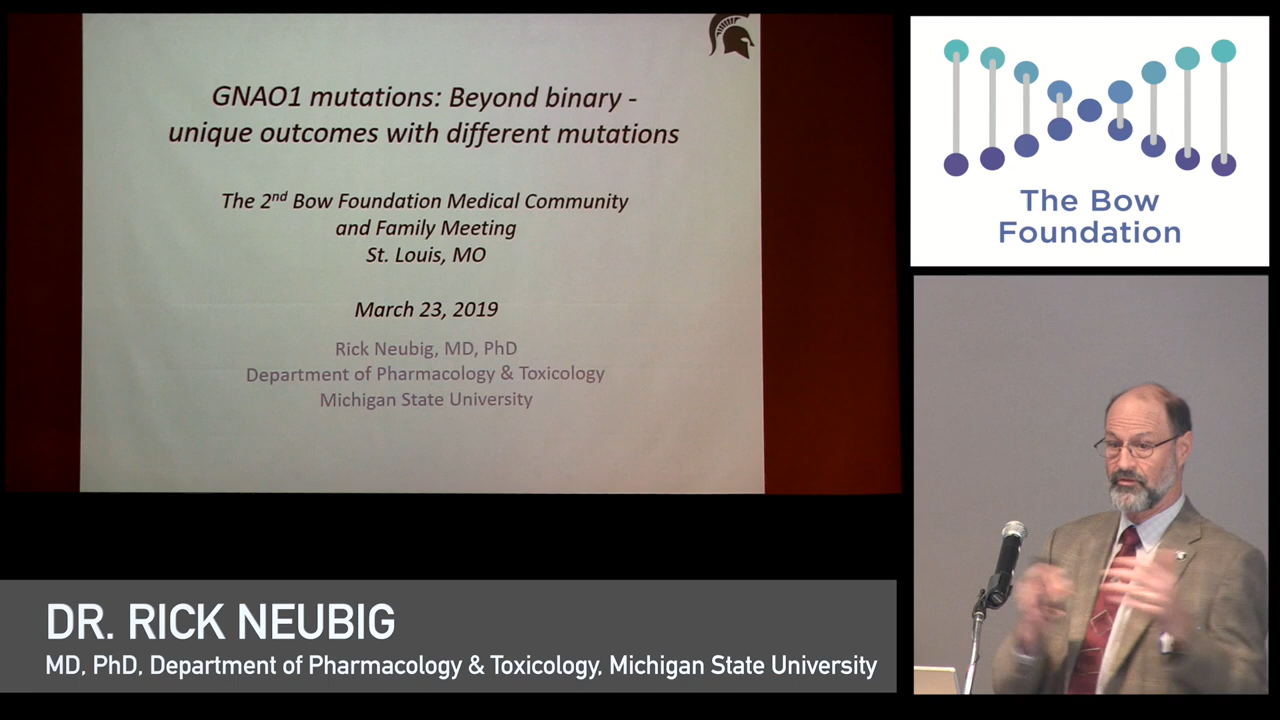 GNAO1 mutations: Beyond binary -
unique outcomes with different mutations
The 2nd Bow Foundation Medical Community
and Family Meeting
St. Louis, MO
March 23, 2019
Rick Neubig, MD, PhD
Department of Pharmacology & Toxicology
Michigan State University
The Bow
Foundation
DR. RICK NEUBIG
MD, PhD, Department of Pharmacology & Toxicology, Michigan State University